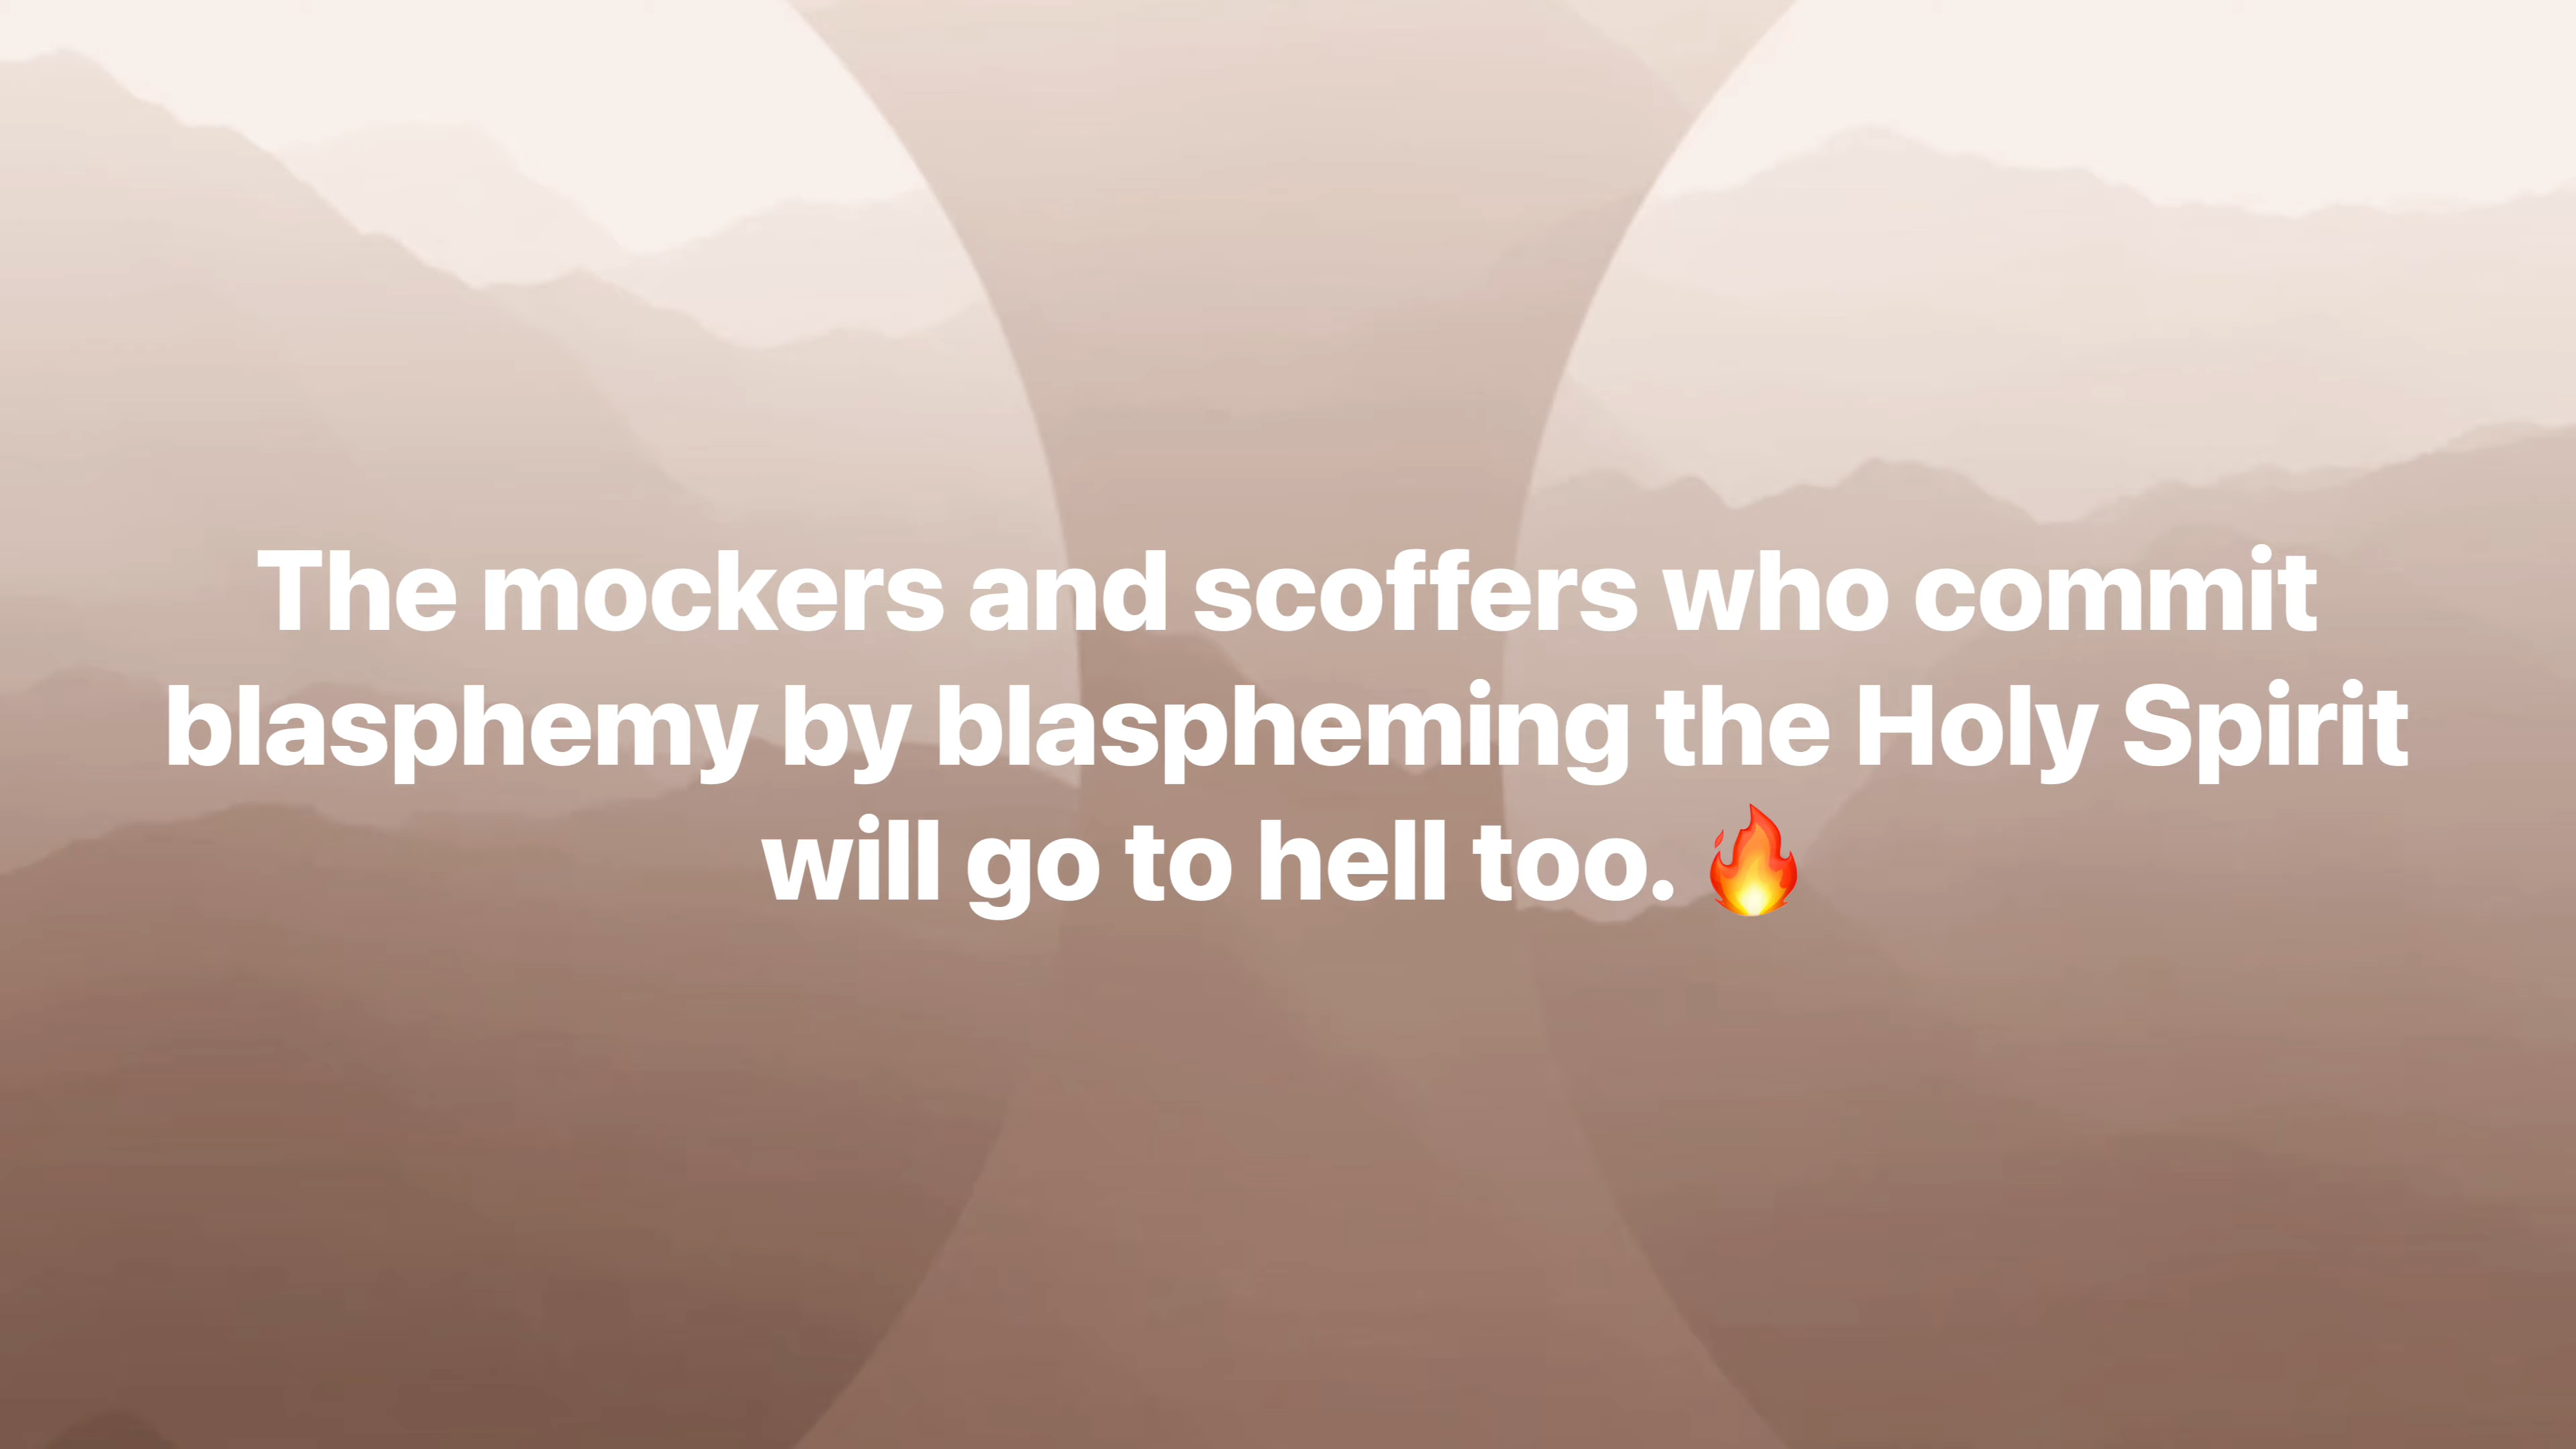 The mockers and scoffers who commit
blasphemy by blaspheming the Holy Spirit
will go to hell too. 🔥